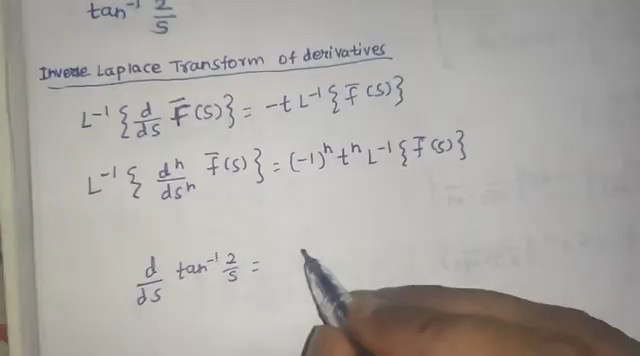 tan⁻¹ 2/s
Inverse Laplace Transform of derivatives
L⁻¹{d/ds F̅(s)} = -t L⁻¹{F̅(s)}
L⁻¹{dⁿ/dsⁿ F̅(s)} = (-1)ⁿ tⁿ L⁻¹{F̅(s)}
d/ds tan⁻¹ 2/s =